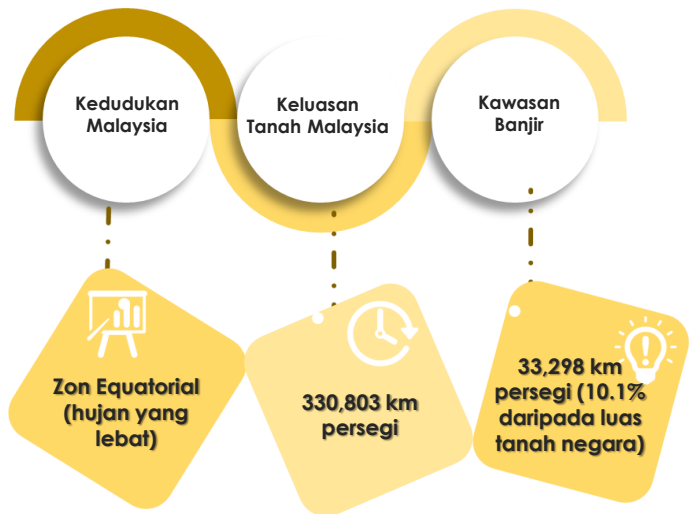 Kedudukan
Malaysia
Keluasan
Tanah Malaysia
Kawasan
Banjir
Zon Equatorial
(hujan yang
lebat)
330,803 km
persegi
33,298 km
persegi (10.1%
daripada luas
tanah negara)